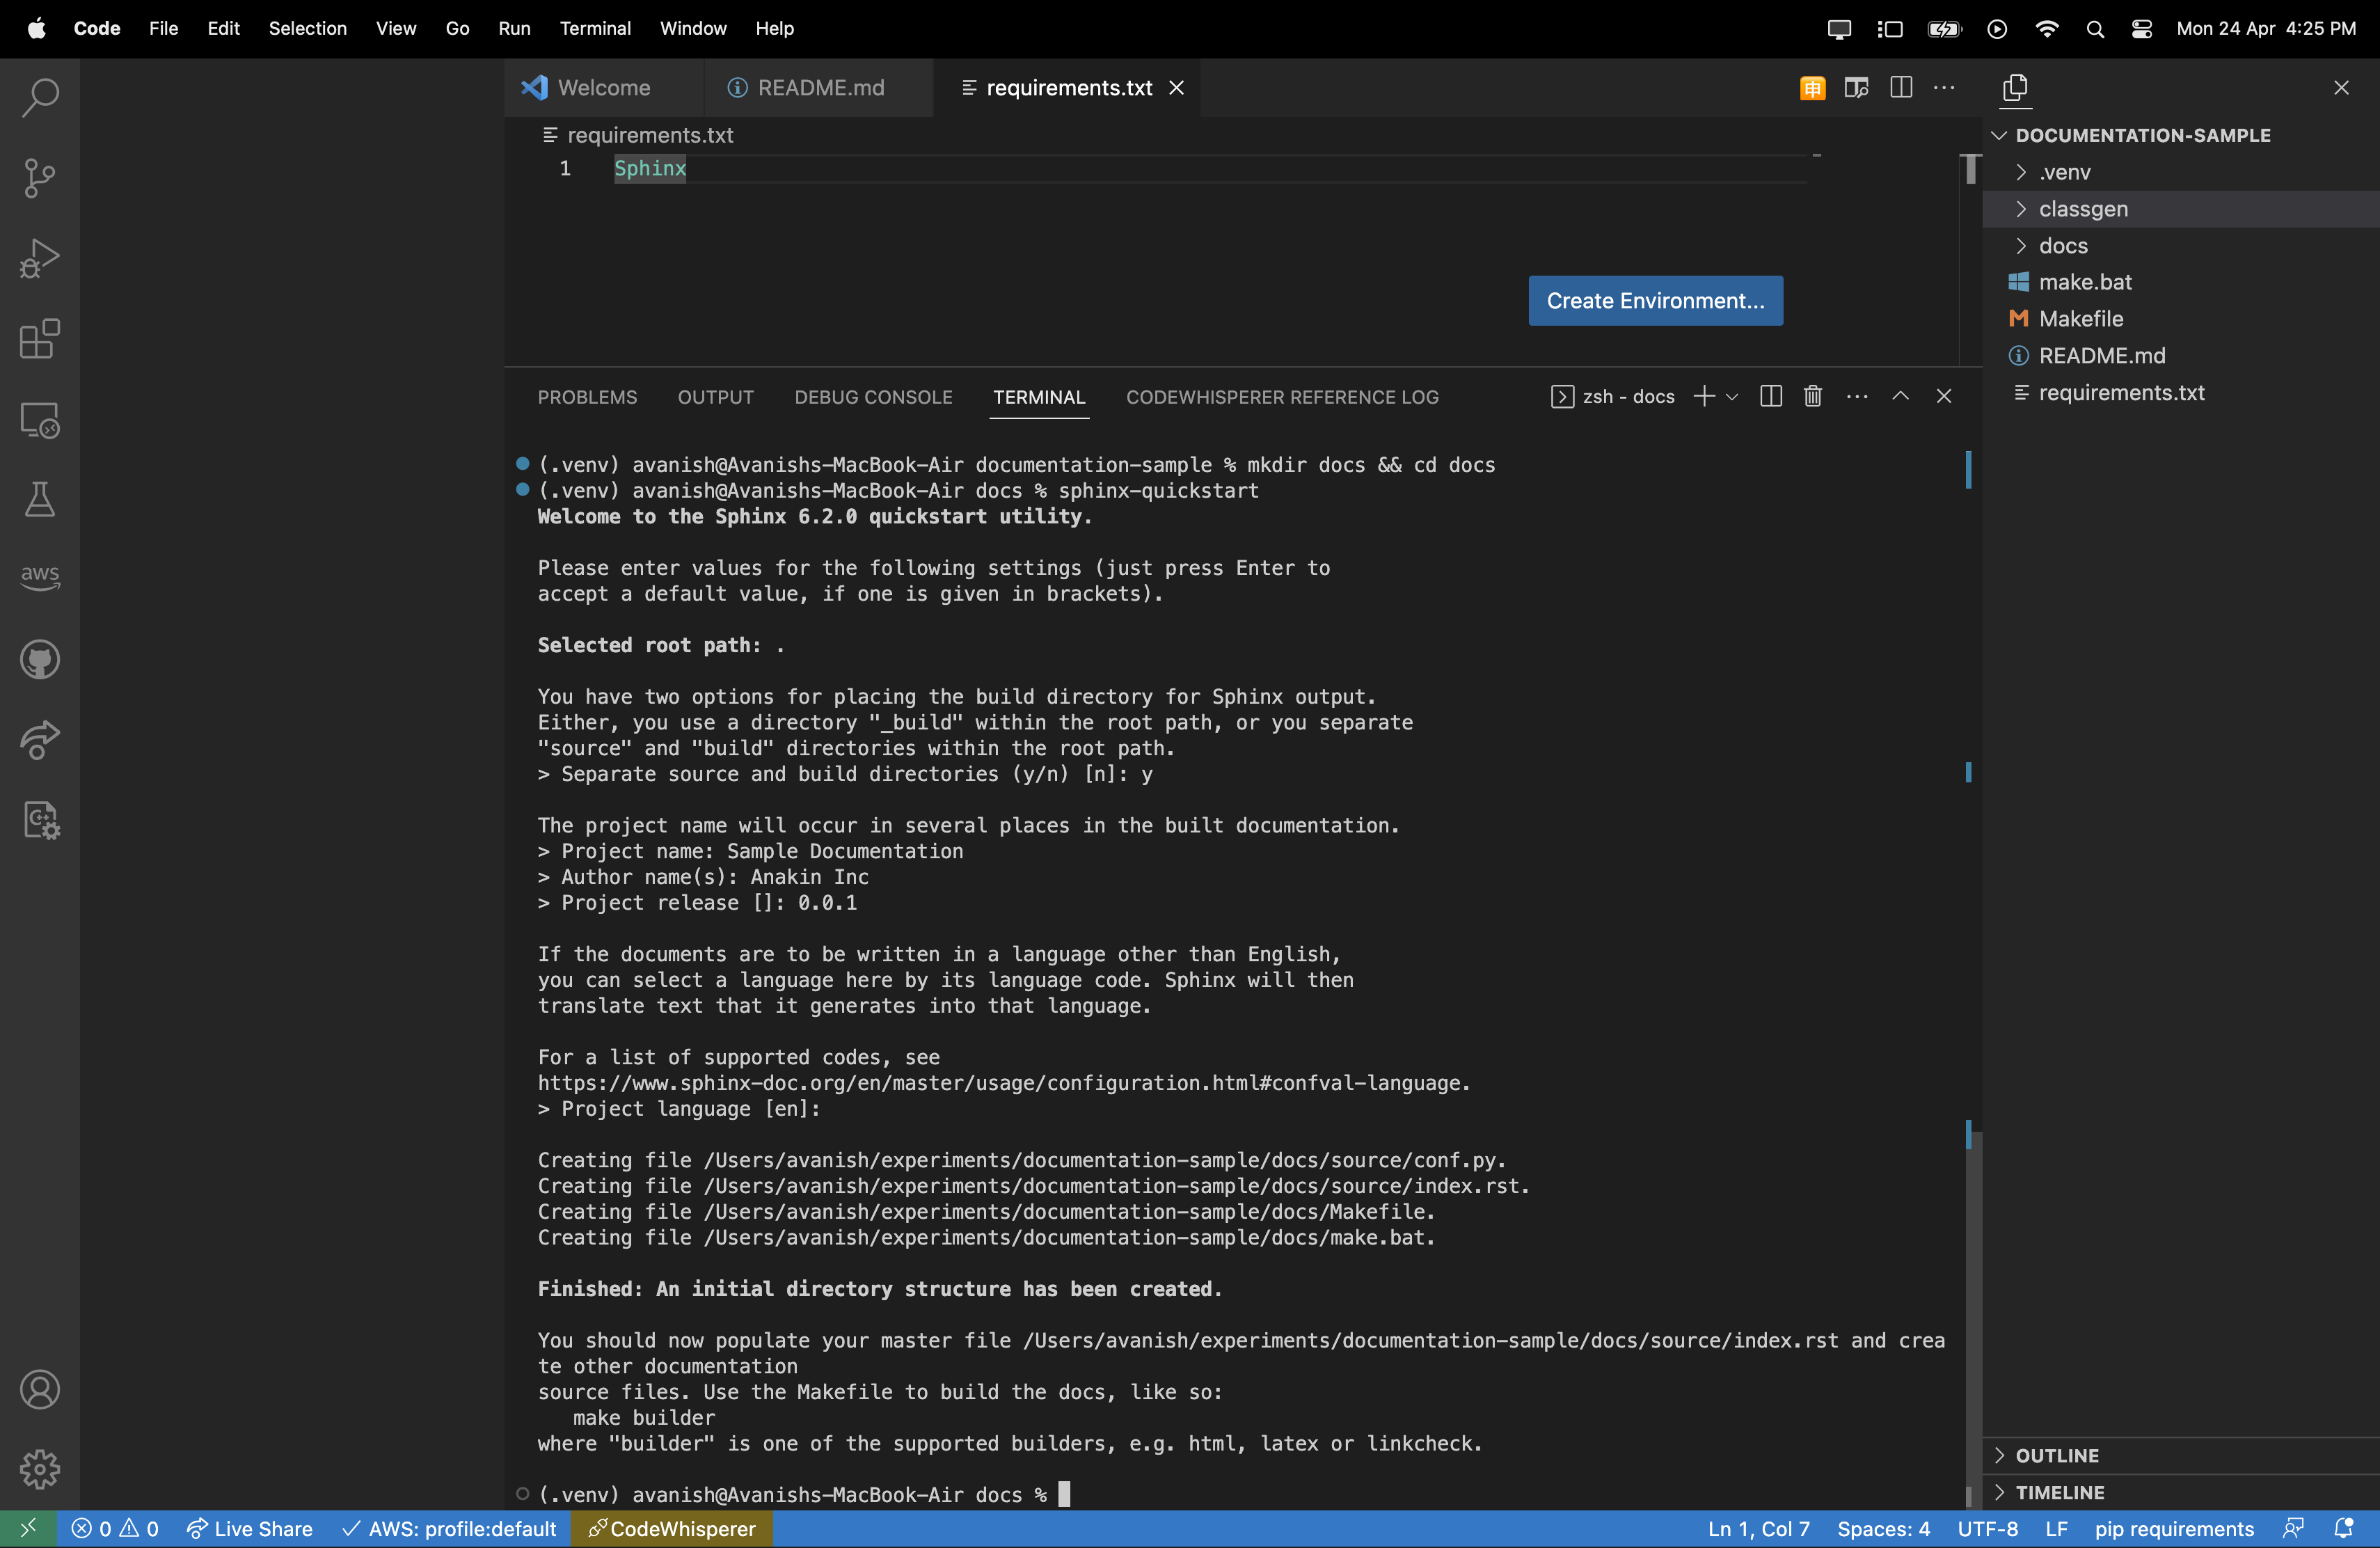 Code File Edit Selection View Go Run Terminal Window Help Mon 24 Apr 4:25 PM
Welcome README.md requirements.txt
requirements.txt
1 Sphinx
Create Environment...
PROBLEMS OUTPUT DEBUG CONSOLE TERMINAL CODEWHISPERER REFERENCE LOG zsh - docs
(.venv) avanish@Avanishs-MacBook-Air documentation-sample % mkdir docs && cd docs
(.venv) avanish@Avanishs-MacBook-Air docs % sphinx-quickstart
Welcome to the Sphinx 6.2.0 quickstart utility.
Please enter values for the following settings (just press Enter to
accept a default value, if one is given in brackets).
Selected root path: .
You have two options for placing the build directory for Sphinx output.
Either, you use a directory "_build" within the root path, or you separate
"source" and "build" directories within the root path.
> Separate source and build directories (y/n) [n]: y
The project name will occur in several places in the built documentation.
> Project name: Sample Documentation
> Author name(s): Anakin Inc
> Project release []: 0.0.1
If the documents are to be written in a language other than English,
you can select a language here by its language code. Sphinx will then
translate text that it generates into that language.
For a list of supported codes, see
https://www.sphinx-doc.org/en/master/usage/configuration.html#confval-language.
> Project language [en]:
Creating file /Users/avanish/experiments/documentation-sample/docs/source/conf.py.
Creating file /Users/avanish/experiments/documentation-sample/docs/source/index.rst.
Creating file /Users/avanish/experiments/documentation-sample/docs/Makefile.
Creating file /Users/avanish/experiments/documentation-sample/docs/make.bat.
Finished: An initial directory structure has been created.
You should now populate your master file /Users/avanish/experiments/documentation-sample/docs/source/index.rst and crea
te other documentation
source files. Use the Makefile to build the docs, like so:
make builder
where "builder" is one of the supported builders, e.g. html, latex or linkcheck.
(.venv) avanish@Avanishs-MacBook-Air docs %
DOCUMENTATION-SAMPLE
.venv
classgen
docs
make.bat
M Makefile
README.md
requirements.txt
OUTLINE
TIMELINE
aws
0 0 Live Share AWS: profile:default CodeWhisperer Ln 1, Col 7 Spaces: 4 UTF-8 LF pip requirements